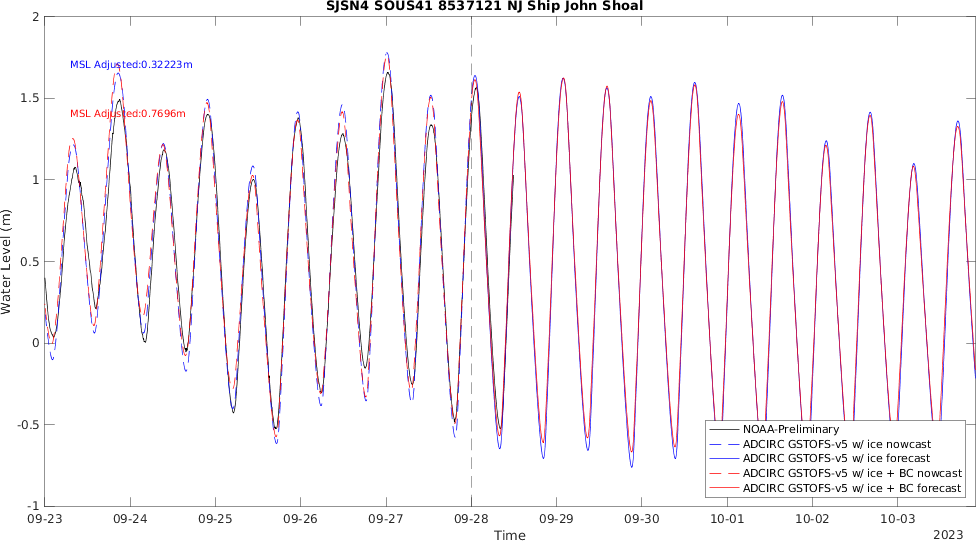 SJSN4 SOUS41 8537121 NJ Ship John Shoal
2
1.5
1
0.5
0
-0.5
-1
Water Level (m)
MSL Adjusted:0.32223m
MSL Adjusted:0.7696m
NOAA-Preliminary
ADCIRC GSTOFS-v5 w/ ice nowcast
ADCIRC GSTOFS-v5 w/ ice forecast
ADCIRC GSTOFS-v5 w/ ice + BC nowcast
ADCIRC GSTOFS-v5 w/ ice + BC forecast
09-23 09-24 09-25 09-26 09-27 09-28 09-29 09-30 10-01 10-02 10-03
Time
2023